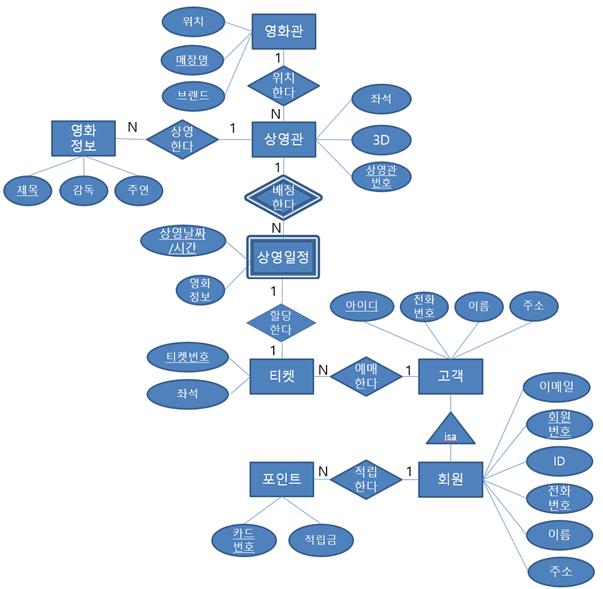 위치
영화관
매장명
1
위치
한다
브랜드
N
좌석
영화
정보
N
상영
한다
1
상영관
3D
상영관
번호
제목
감독
주연
1
배정
한다
N
상영날짜
/시간
상영일정
영화
정보
1
할당
한다
1
아이디
전화
번호
이름
주소
티켓번호
좌석
티켓
N
예매
한다
1
고객
isa
이메일
회원
번호
ID
전화
번호
이름
주소
포인트
N
적립
한다
1
회원
카드
번호
적립금